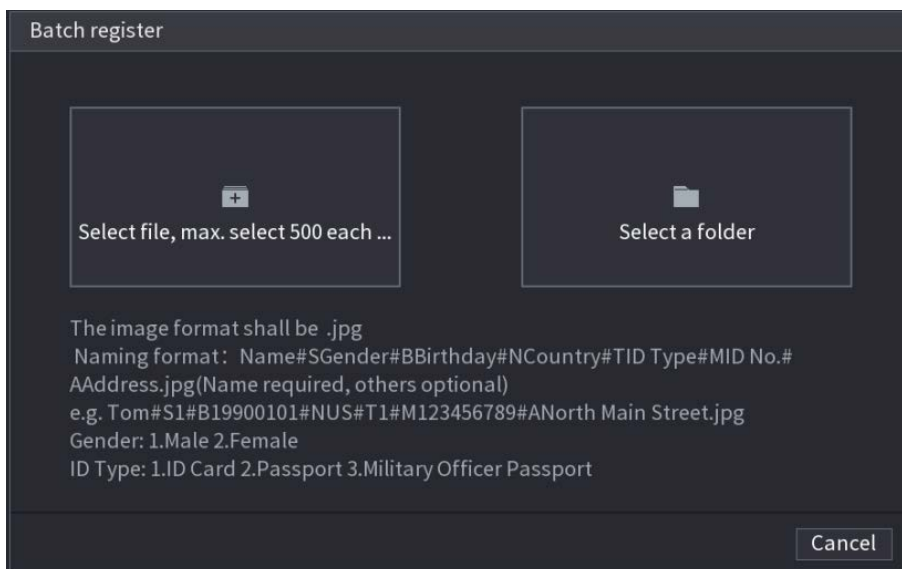 Batch register
Select file, max. select 500 each ...
Select a folder
The image format shall be .jpg
Naming format： Name#SGender#BBirthday#NCountry#TID Type#MID No.#
AAddress.jpg(Name required, others optional)
e.g. Tom#S1#B19900101#NUS#T1#M123456789#ANorth Main Street.jpg
Gender: 1.Male 2.Female
ID Type: 1.ID Card 2.Passport 3.Military Officer Passport
Cancel